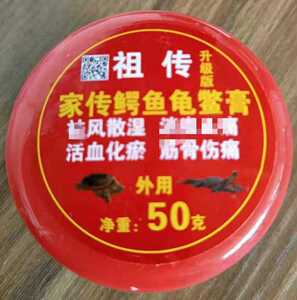 祖传
升级版
家传鳄鱼龟鳖膏
祛风散湿
活血化瘀 筋骨伤痛
外用
净重：50克